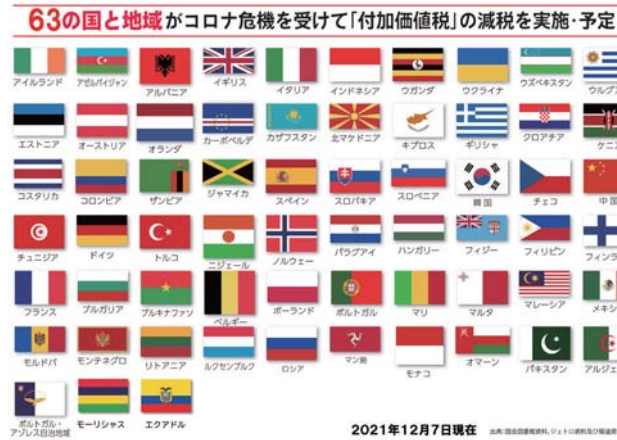 63の国と地域がコロナ危機を受けて「付加価値税」の減税を実施・予定
アイルランド アゼルバイジャン アルバニア イギリス イタリア インドネシア ウガンダ ウクライナ ウズベキスタン ウルグ
エストニア オーストリア オランダ カーボベルデ カザフスタン 北マケドニア キプロス ギリシャ クロアチア ケニ
コスタリカ コロンビア ザンビア ジャマイカ スペイン スロバキア スロベニア 韓国 チェコ 中国
チュニジア ドイツ トルコ ニジェール ノルウェー パラグアイ ハンガリー フィジー フィリピン フィンラ
フランス ブルガリア ブルキナファソ ベルギー ポーランド ポルトガル マリ マルタ マレーシア メキシ
モルドバ モンテネグロ リトアニア ルクセンブルク ロシア マン島 モナコ オマーン パキスタン アルジェ
ポルトガル・
アゾレス自治地域 モーリシャス エクアドル
2021年12月7日現在